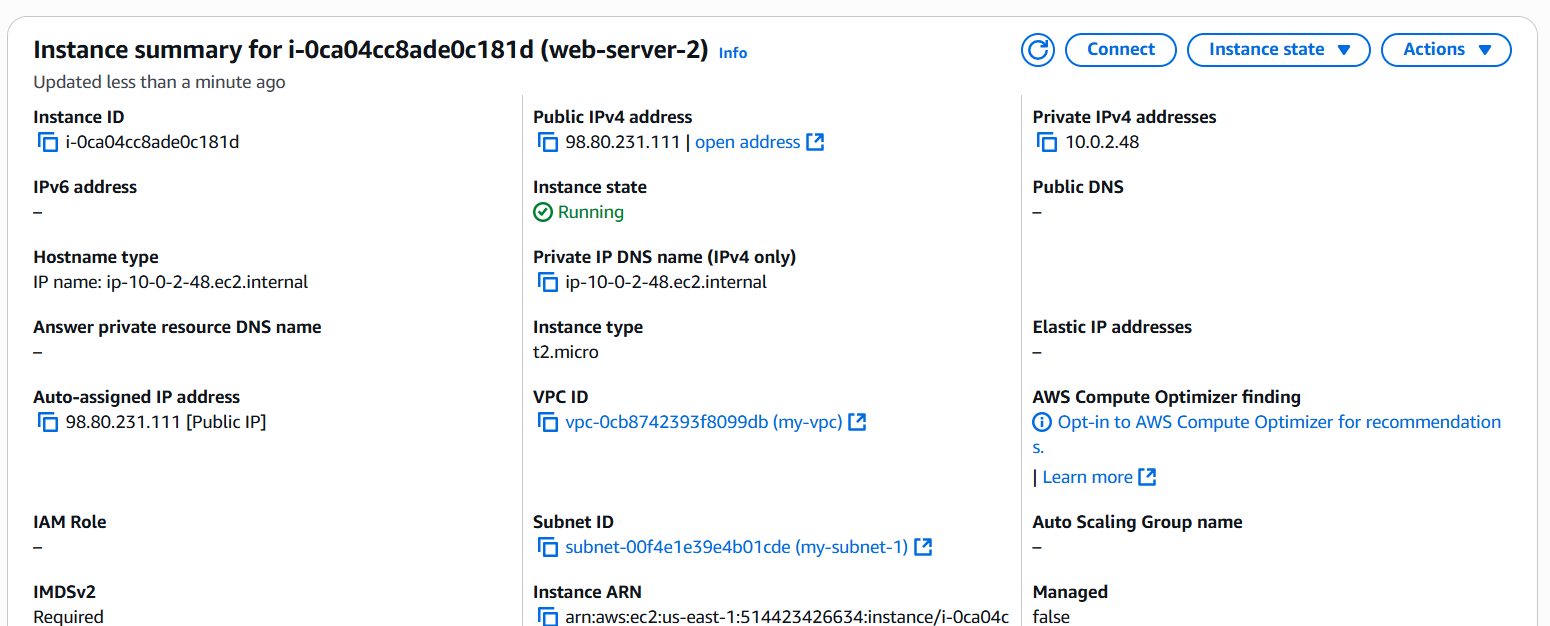 Instance summary for i-0ca04cc8ade0c181d (web-server-2) Info
Connect
Instance state
Actions
Updated less than a minute ago
Instance ID
i-0ca04cc8ade0c181d
Public IPv4 address
98.80.231.111 | open address
Private IPv4 addresses
10.0.2.48
IPv6 address
–
Instance state
Running
Public DNS
–
Hostname type
IP name: ip-10-0-2-48.ec2.internal
Private IP DNS name (IPv4 only)
ip-10-0-2-48.ec2.internal
Answer private resource DNS name
–
Instance type
t2.micro
Elastic IP addresses
–
Auto-assigned IP address
98.80.231.111 [Public IP]
VPC ID
vpc-0cb8742393f8099db (my-vpc)
AWS Compute Optimizer finding
Opt-in to AWS Compute Optimizer for recommendation
s.
| Learn more
IAM Role
–
Subnet ID
subnet-00f4e1e39e4b01cde (my-subnet-1)
Auto Scaling Group name
–
IMDSv2
Required
Instance ARN
arn:aws:ec2:us-east-1:514423426634:instance/i-0ca04c
Managed
false